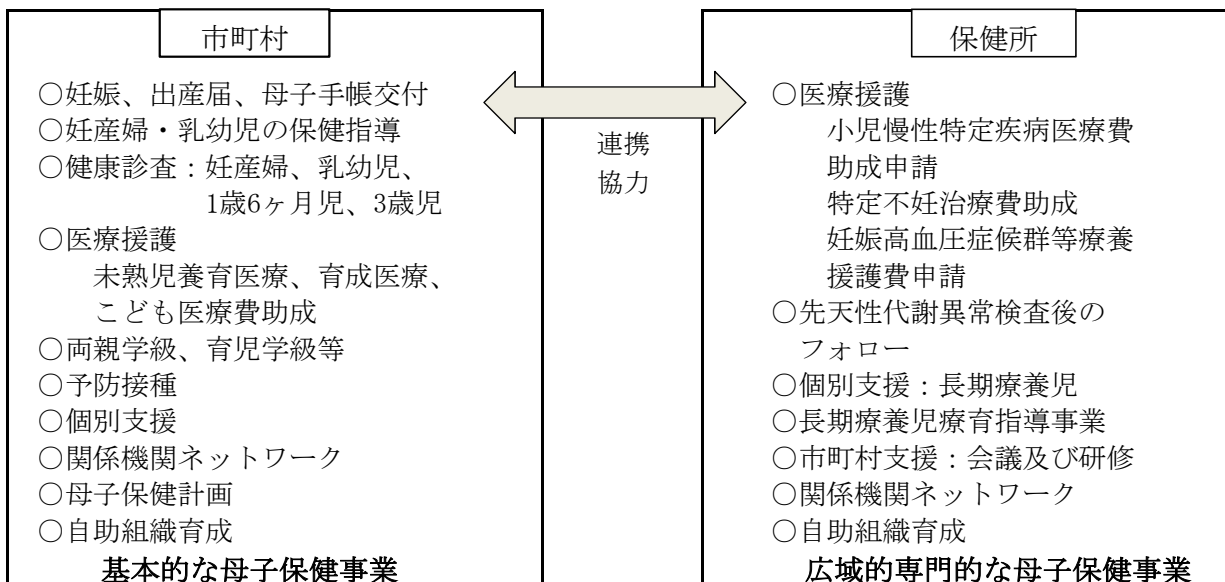 市町村
○妊娠、出産届、母子手帳交付
○妊産婦・乳幼児の保健指導
○健康診査：妊産婦、乳幼児、
1歳6ヶ月児、3歳児
○医療援護
未熟児養育医療、育成医療、
こども医療費助成
○両親学級、育児学級等
○予防接種
○個別支援
○関係機関ネットワーク
○母子保健計画
○自助組織育成
基本的な母子保健事業
連携
協力
保健所
○医療援護
小児慢性特定疾病医療費
助成申請
特定不妊治療費助成
妊娠高血圧症候群等療養
援護費申請
○先天性代謝異常検査後の
フォロー
○個別支援：長期療養児
○長期療養児療育指導事業
○市町村支援：会議及び研修
○関係機関ネットワーク
○自助組織育成
広域的専門的な母子保健事業